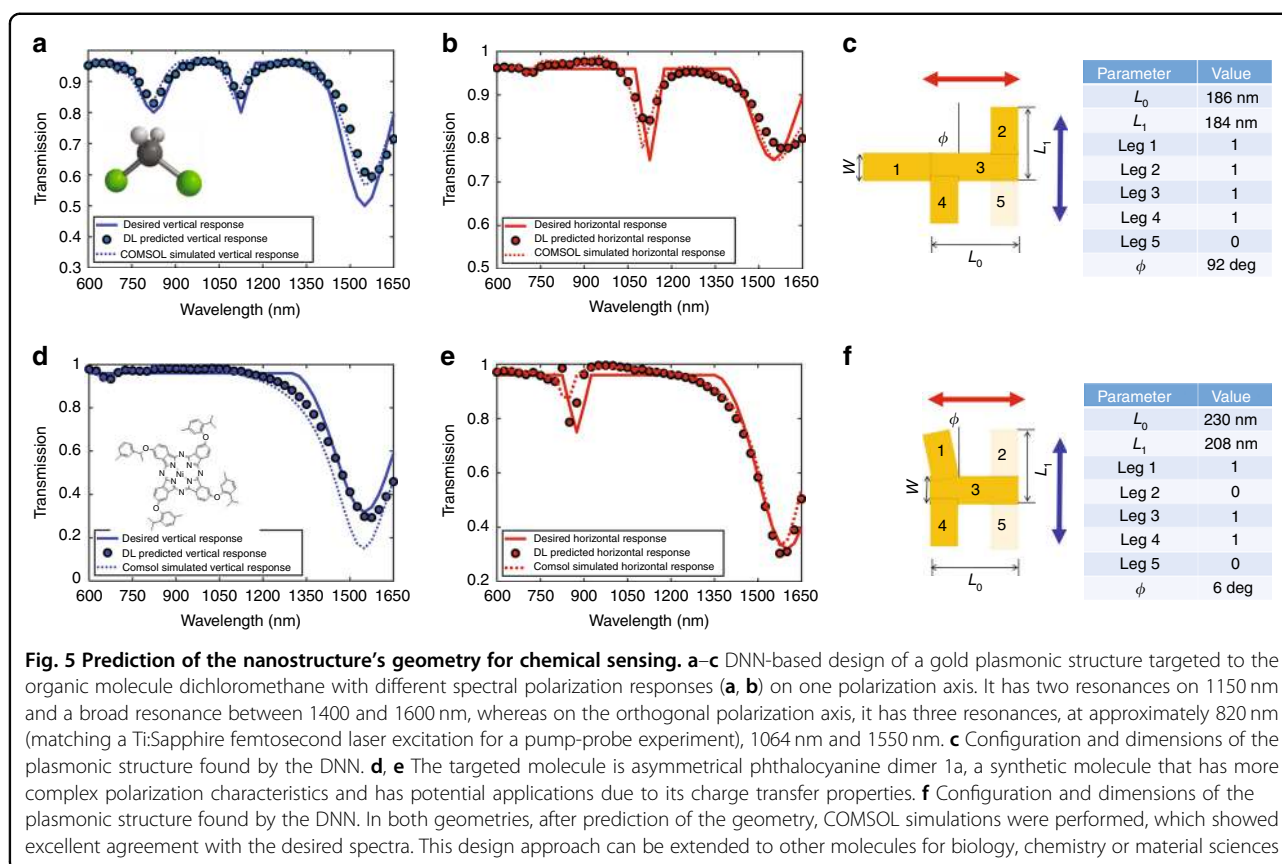 a
1
0.9
0.8
0.7
0.6
0.5
0.4
0.3
Transmission
Desired vertical response
DL predicted vertical response
COMSOL simulated vertical response
600 750 900 1050 1200 1350 1500 1650
Wavelength (nm)
b
1
0.9
0.8
0.7
0.6
0.5
Transmission
Desired horizontal response
DL predicted horizontal response
COMSOL simulated horizontal response
600 750 900 1050 1200 1350 1500 1650
Wavelength (nm)
c
ϕ
2
L1
W
1
3
4
5
L0
Parameter Value
L0 186 nm
L1 184 nm
Leg 1 1
Leg 2 1
Leg 3 1
Leg 4 1
Leg 5 0
ϕ 92 deg
d
1
0.8
0.6
0.4
0.2
0
Transmission
Desired vertical response
DL predicted vertical response
Comsol simulated vertical response
600 750 900 1050 1200 1350 1500 1650
Wavelength (nm)
e
1
0.8
0.6
0.4
0.2
Transmission
Desired horizontal response
DL predicted horizontal response
Comsol simulated horizontal response
600 750 900 1050 1200 1350 1500 1650
Wavelength (nm)
f
ϕ
1
2
L1
W
3
4
5
L0
Parameter Value
L0 230 nm
L1 208 nm
Leg 1 1
Leg 2 0
Leg 3 1
Leg 4 1
Leg 5 0
ϕ 6 deg
Fig. 5 Prediction of the nanostructure's geometry for chemical sensing. a–c DNN-based design of a gold plasmonic structure targeted to the
organic molecule dichloromethane with different spectral polarization responses (a, b) on one polarization axis. It has two resonances on 1150 nm
and a broad resonance between 1400 and 1600 nm, whereas on the orthogonal polarization axis, it has three resonances, at approximately 820 nm
(matching a Ti:Sapphire femtosecond laser excitation for a pump-probe experiment), 1064 nm and 1550 nm. c Configuration and dimensions of the
plasmonic structure found by the DNN. d, e The targeted molecule is asymmetrical phthalocyanine dimer 1a, a synthetic molecule that has more
complex polarization characteristics and has potential applications due to its charge transfer properties. f Configuration and dimensions of the
plasmonic structure found by the DNN. In both geometries, after prediction of the geometry, COMSOL simulations were performed, which showed
excellent agreement with the desired spectra. This design approach can be extended to other molecules for biology, chemistry or material sciences